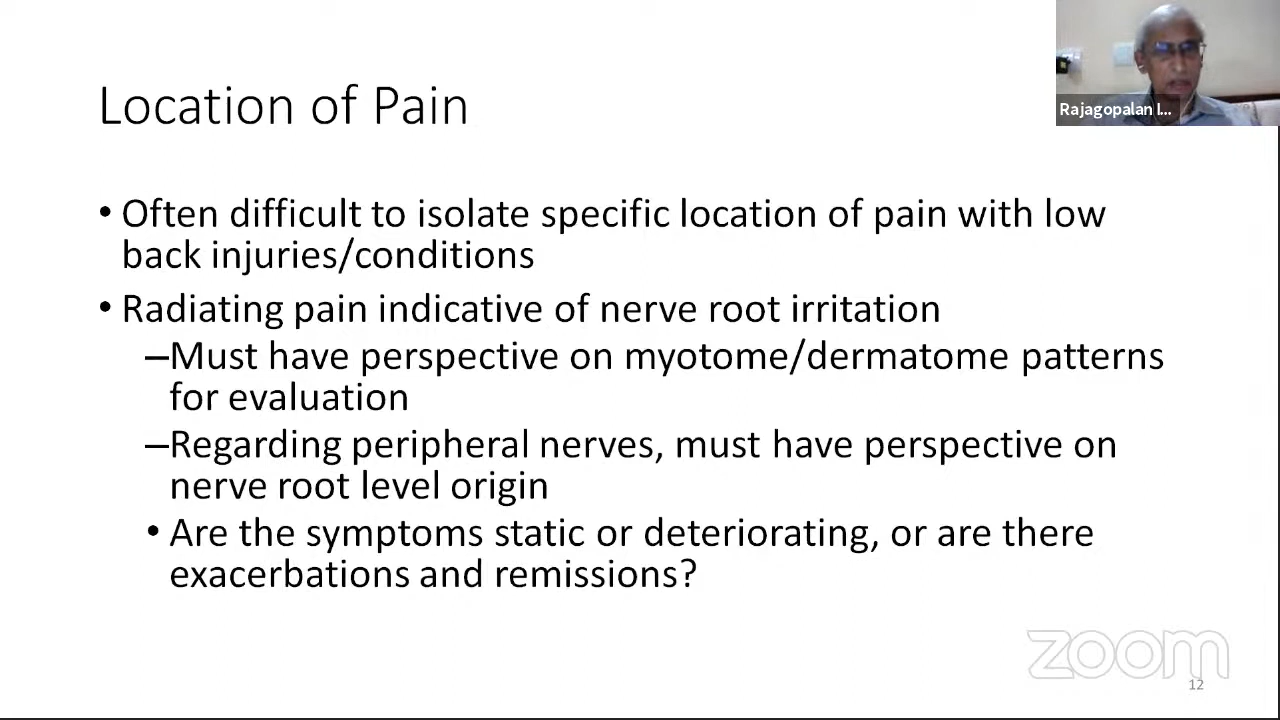 Rajagopalan I...
Location of Pain
• Often difficult to isolate specific location of pain with low
back injuries/conditions
• Radiating pain indicative of nerve root irritation
–Must have perspective on myotome/dermatome patterns
for evaluation
–Regarding peripheral nerves, must have perspective on
nerve root level origin
• Are the symptoms static or deteriorating, or are there
exacerbations and remissions?
zoom
12